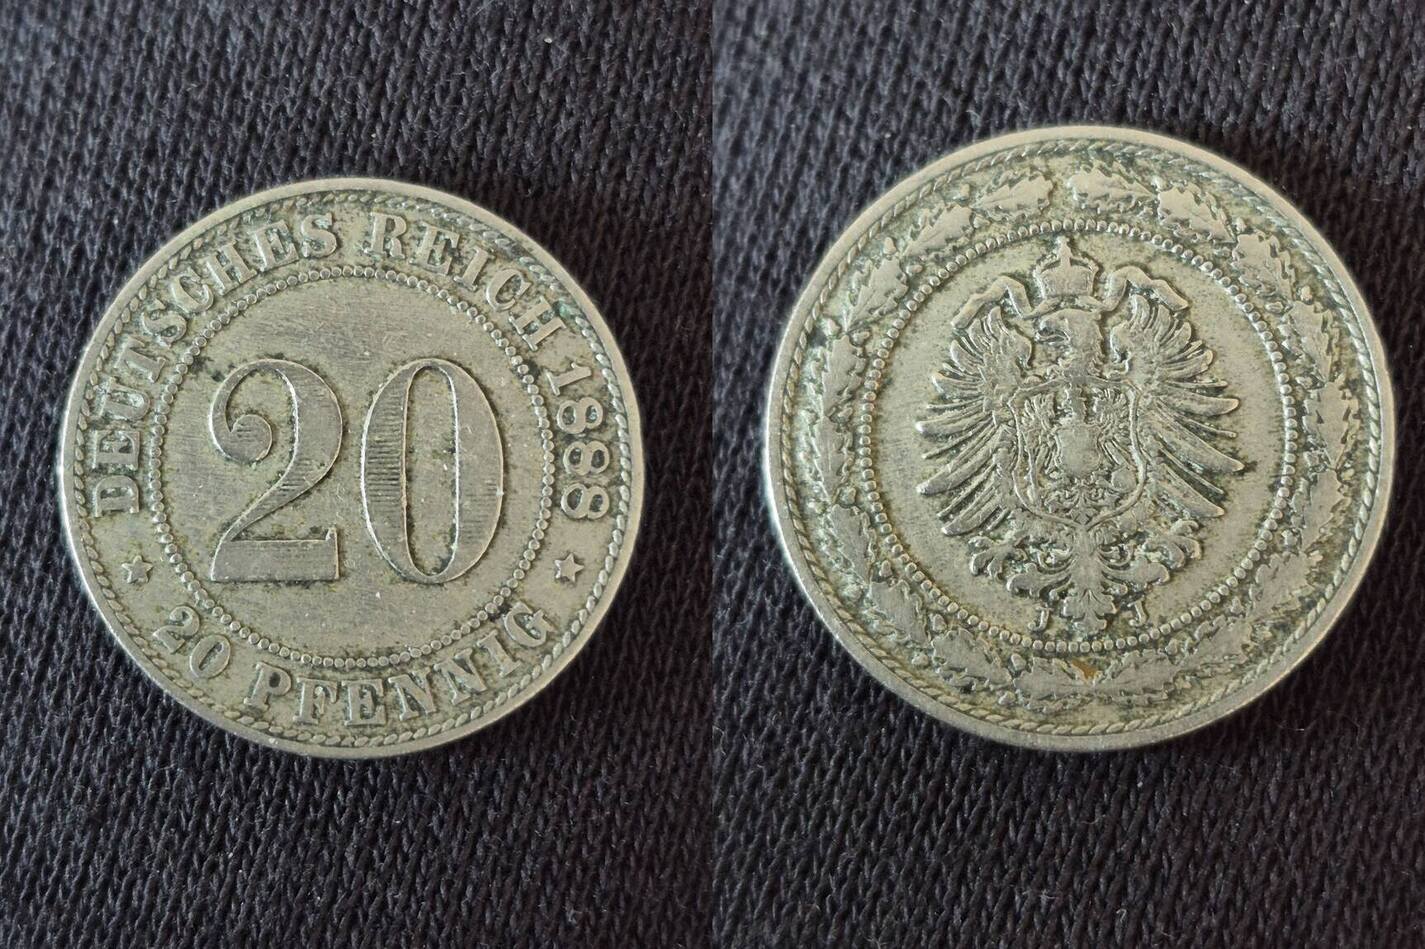 DEUTSCHES REICH 1888
20
20 PFENNIG
J J